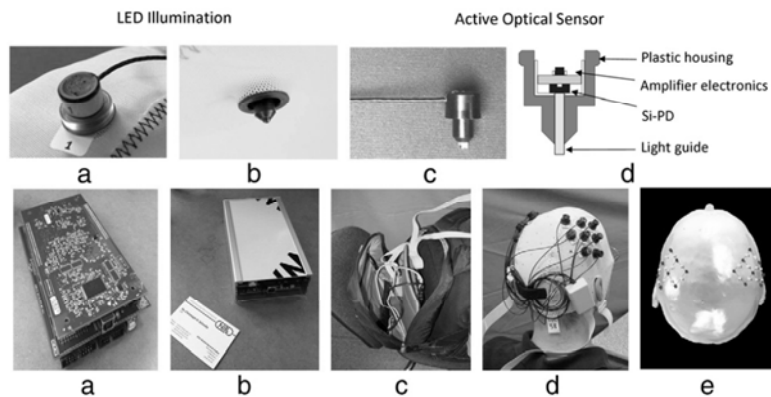 LED Illumination
Active Optical Sensor
Plastic housing
Amplifier electronics
Si-PD
Light guide
1
a
b
c
d
a
b
c
d
e